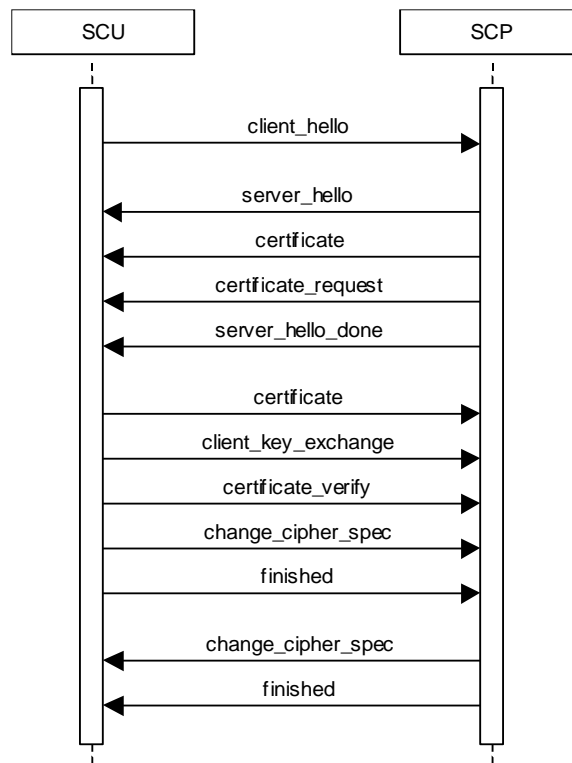 SCU
SCP
client_hello
server_hello
certificate
certificate_request
server_hello_done
certificate
client_key_exchange
certificate_verify
change_cipher_spec
finished
change_cipher_spec
finished